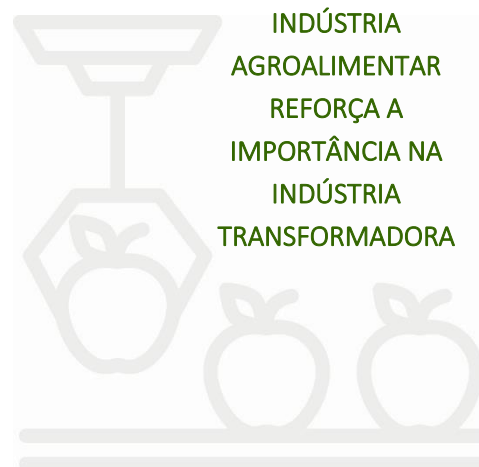 INDÚSTRIA
AGROALIMENTAR
REFORÇA A
IMPORTÂNCIA NA
INDÚSTRIA
TRANSFORMADORA